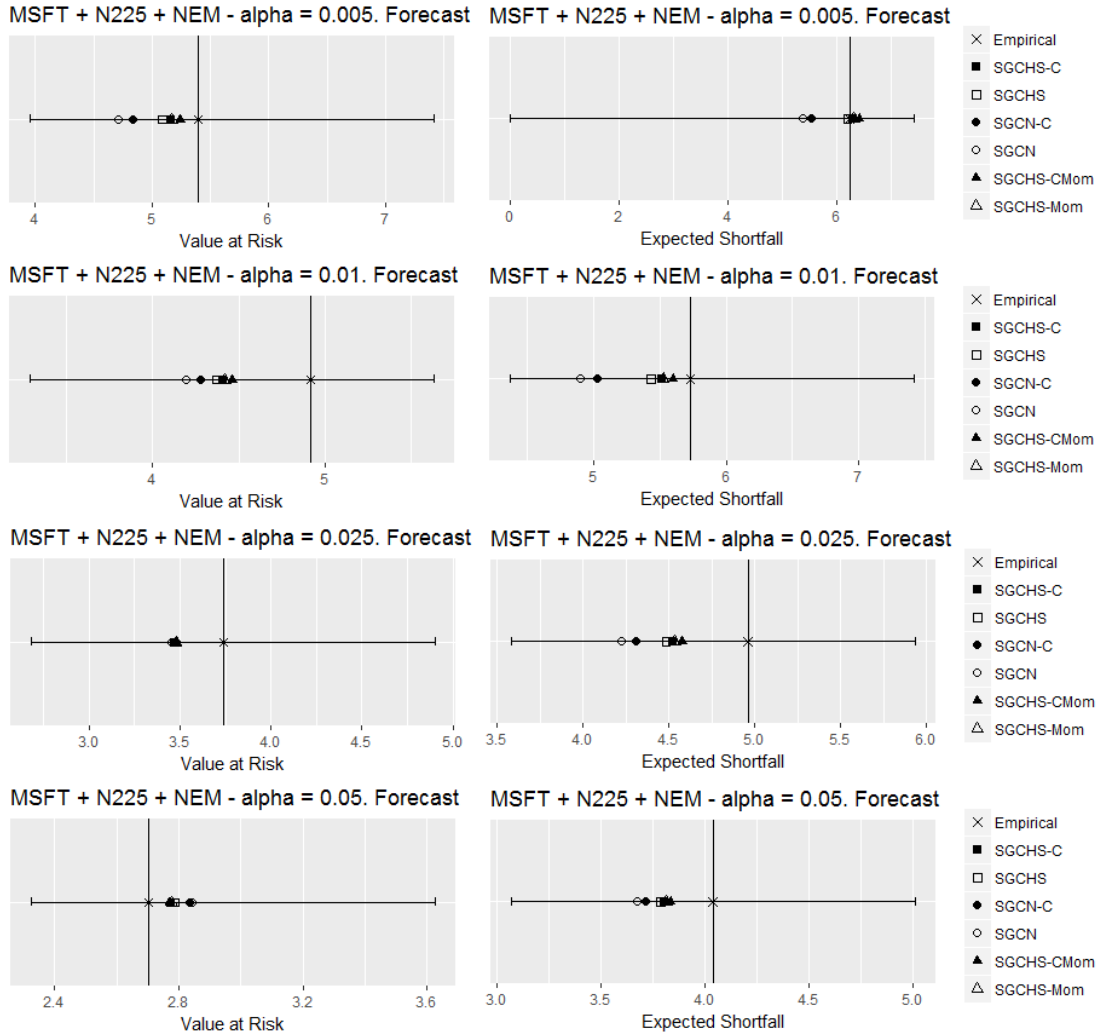 MSFT + N225 + NEM - alpha = 0.005. Forecast
4 5 6 7
Value at Risk
MSFT + N225 + NEM - alpha = 0.005. Forecast
0 2 4 6
Expected Shortfall
Empirical
SGCHS-C
SGCHS
SGCN-C
SGCN
SGCHS-CMom
SGCHS-Mom
MSFT + N225 + NEM - alpha = 0.01. Forecast
4 5
Value at Risk
MSFT + N225 + NEM - alpha = 0.01. Forecast
5 6 7
Expected Shortfall
Empirical
SGCHS-C
SGCHS
SGCN-C
SGCN
SGCHS-CMom
SGCHS-Mom
MSFT + N225 + NEM - alpha = 0.025. Forecast
3.0 3.5 4.0 4.5 5.0
Value at Risk
MSFT + N225 + NEM - alpha = 0.025. Forecast
3.5 4.0 4.5 5.0 5.5 6.0
Expected Shortfall
Empirical
SGCHS-C
SGCHS
SGCN-C
SGCN
SGCHS-CMom
SGCHS-Mom
MSFT + N225 + NEM - alpha = 0.05. Forecast
2.4 2.8 3.2 3.6
Value at Risk
MSFT + N225 + NEM - alpha = 0.05. Forecast
3.0 3.5 4.0 4.5 5.0
Expected Shortfall
Empirical
SGCHS-C
SGCHS
SGCN-C
SGCN
SGCHS-CMom
SGCHS-Mom